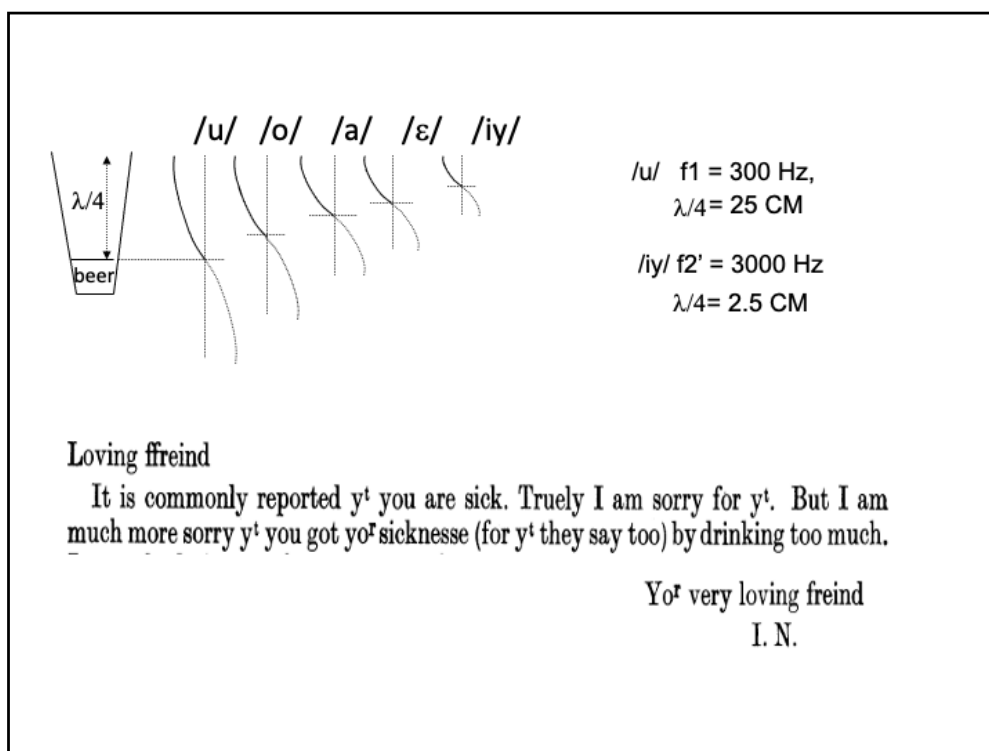 /u/ /o/ /a/ /ɛ/ /iy/
λ/4
beer
/u/ f1 = 300 Hz,
λ/4= 25 CM
/iy/ f2' = 3000 Hz
λ/4= 2.5 CM
Loving ffreind
It is commonly reported yᵗ you are sick. Truely I am sorry for yᵗ. But I am
much more sorry yᵗ you got yoʳ sicknesse (for yᵗ they say too) by drinking too much.
Yoʳ very loving freind
I. N.